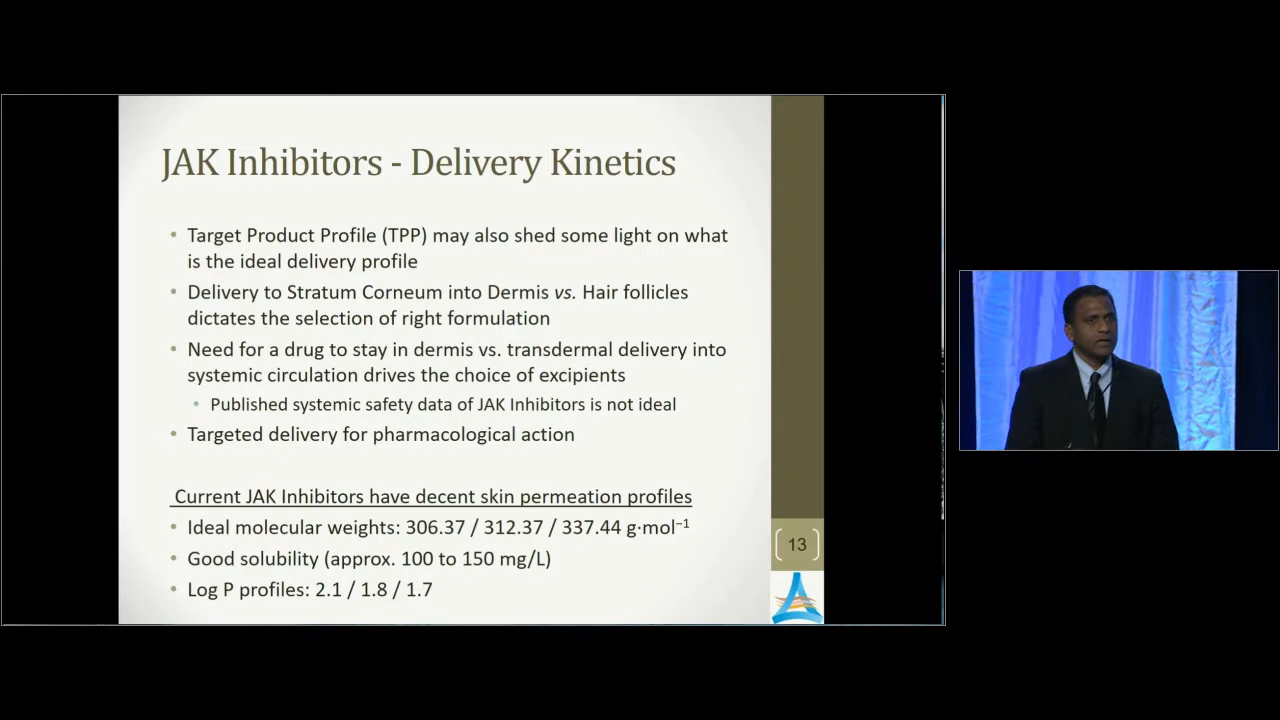 JAK Inhibitors - Delivery Kinetics
• Target Product Profile (TPP) may also shed some light on what
is the ideal delivery profile
• Delivery to Stratum Corneum into Dermis vs. Hair follicles
dictates the selection of right formulation
• Need for a drug to stay in dermis vs. transdermal delivery into
systemic circulation drives the choice of excipients
• Published systemic safety data of JAK Inhibitors is not ideal
• Targeted delivery for pharmacological action
Current JAK Inhibitors have decent skin permeation profiles
• Ideal molecular weights: 306.37 / 312.37 / 337.44 g·mol⁻¹
• Good solubility (approx. 100 to 150 mg/L)
• Log P profiles: 2.1 / 1.8 / 1.7
13